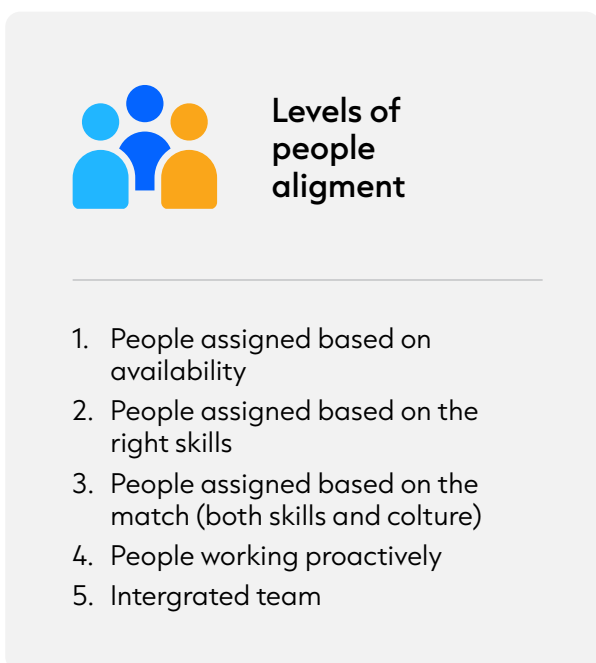 Levels of
people
aligment
1. People assigned based on
availability
2. People assigned based on the
right skills
3. People assigned based on the
match (both skills and colture)
4. People working proactively
5. Intergrated team